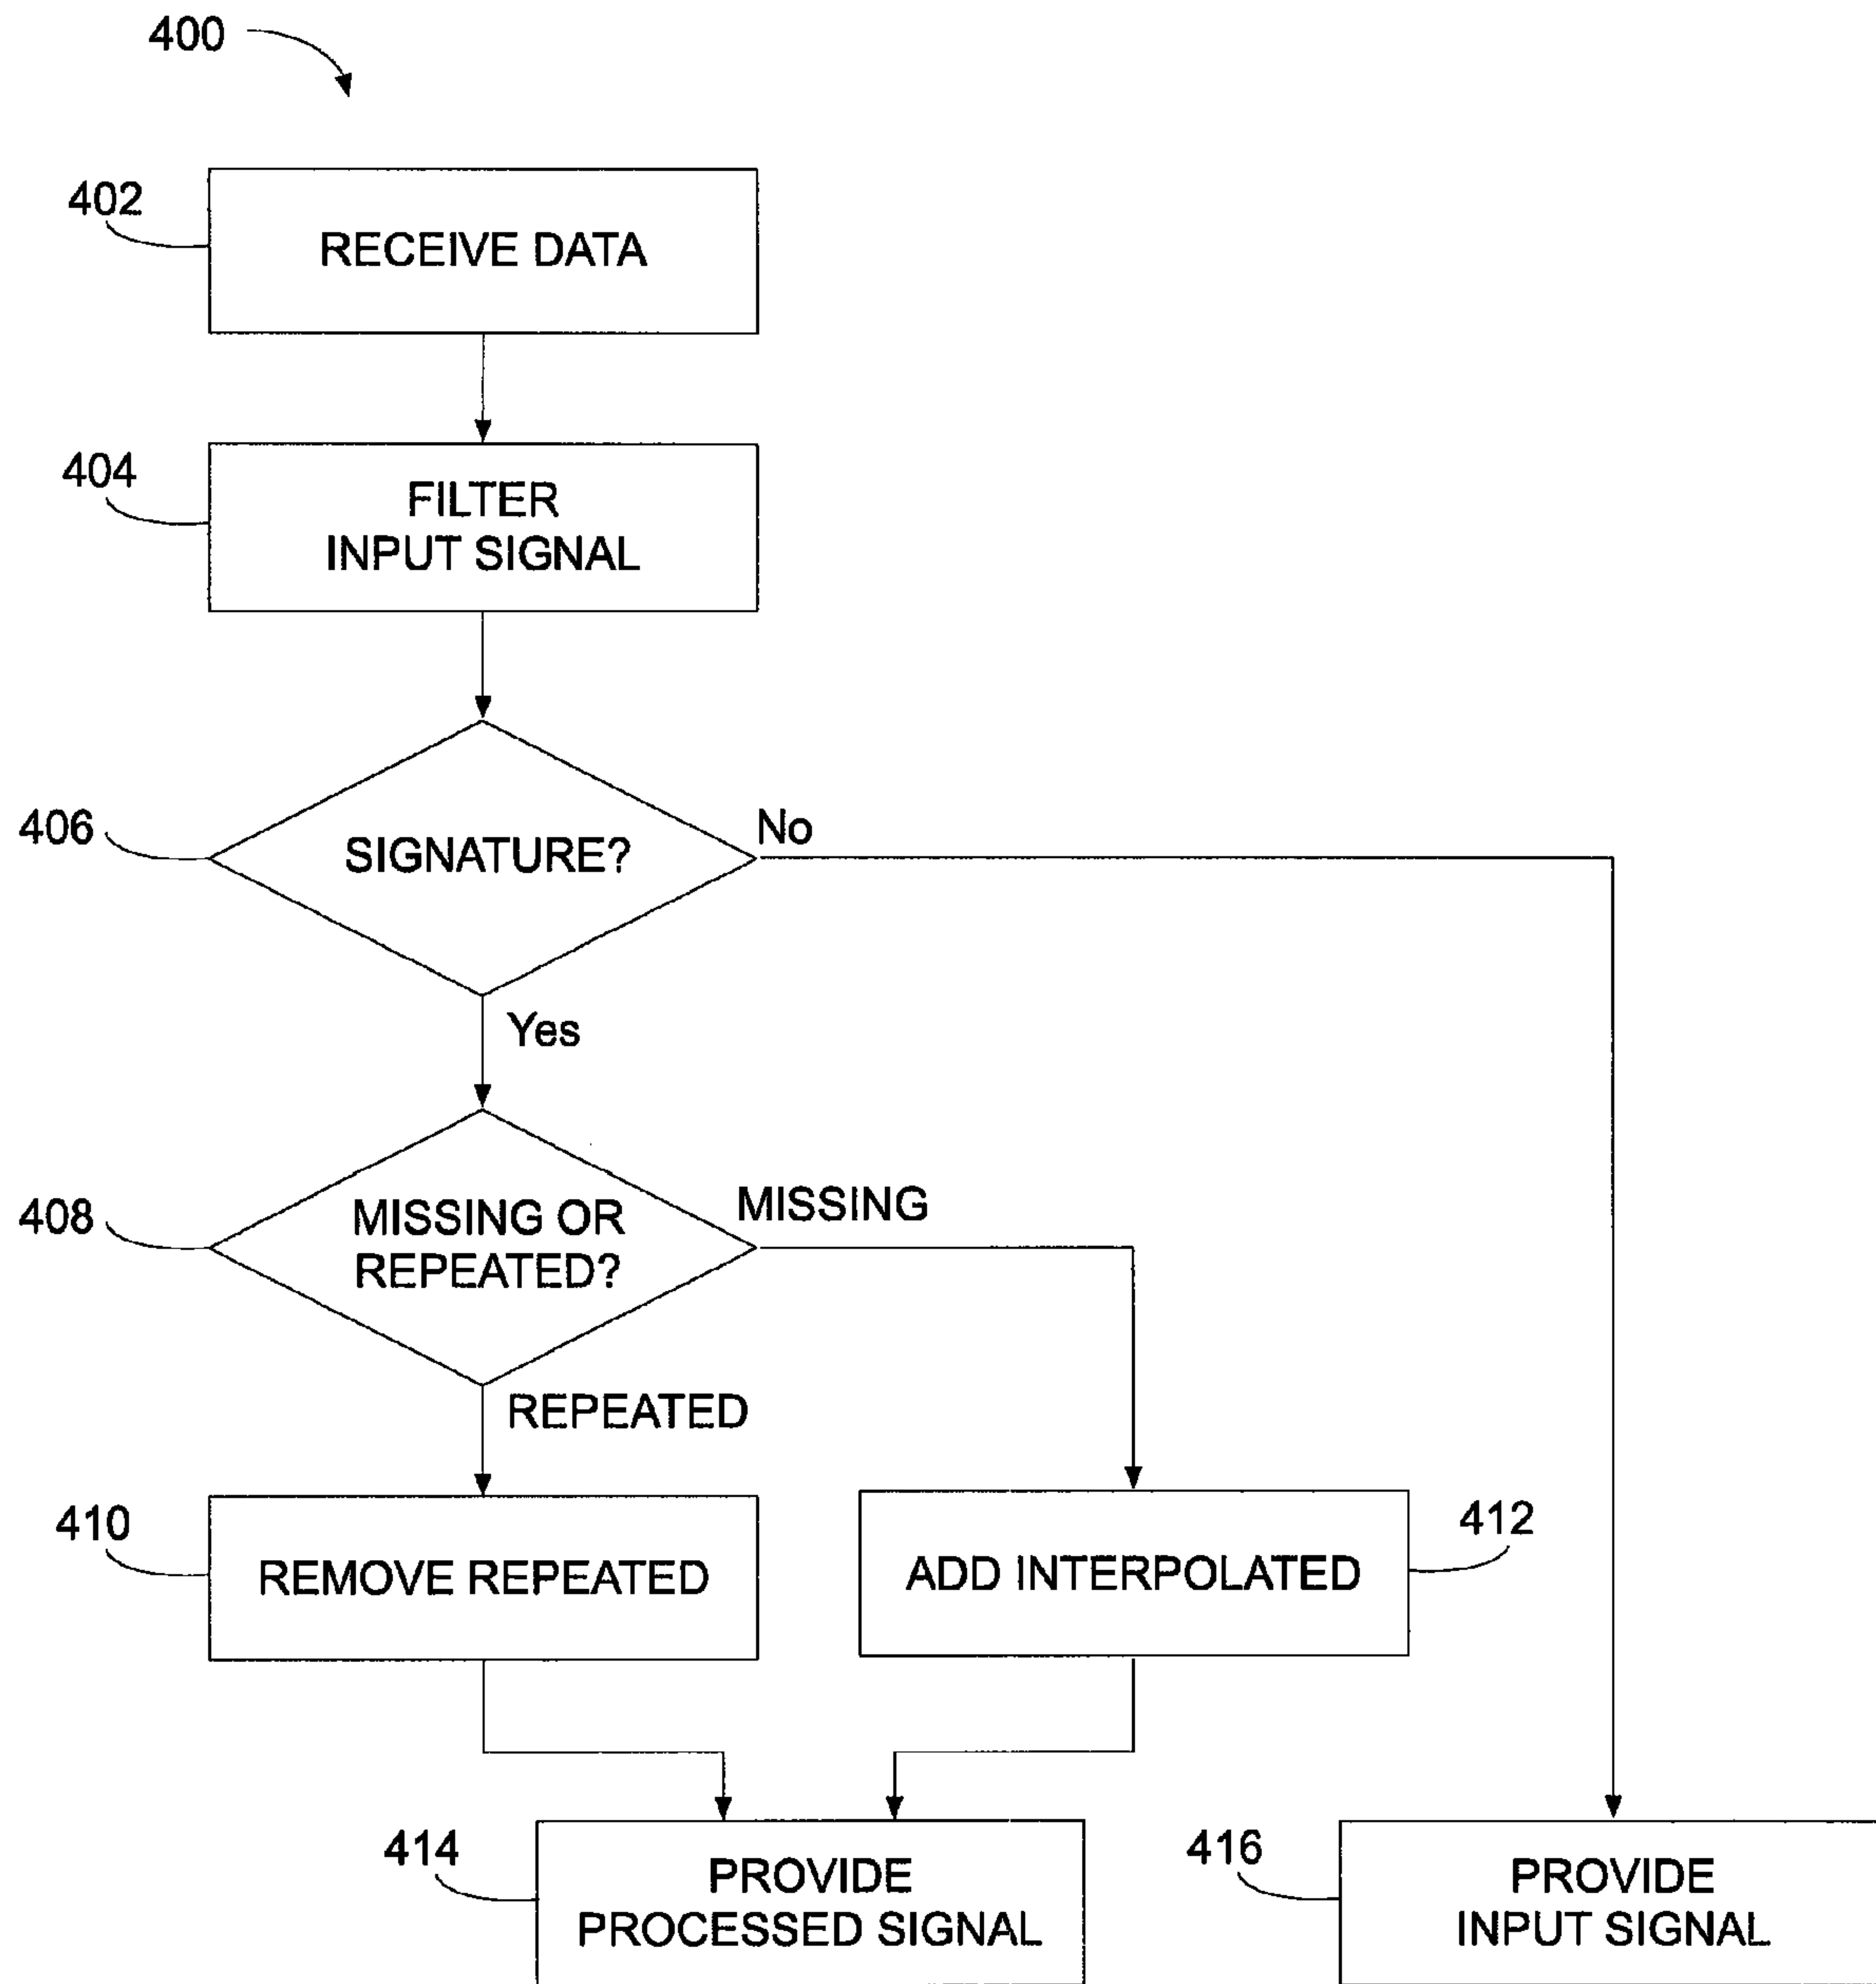 400
402
RECEIVE DATA
404
FILTER
INPUT SIGNAL
406
SIGNATURE?
No
Yes
408
MISSING OR
REPEATED?
MISSING
REPEATED
410
REMOVE REPEATED
412
ADD INTERPOLATED
414
PROVIDE
PROCESSED SIGNAL
416
PROVIDE
INPUT SIGNAL